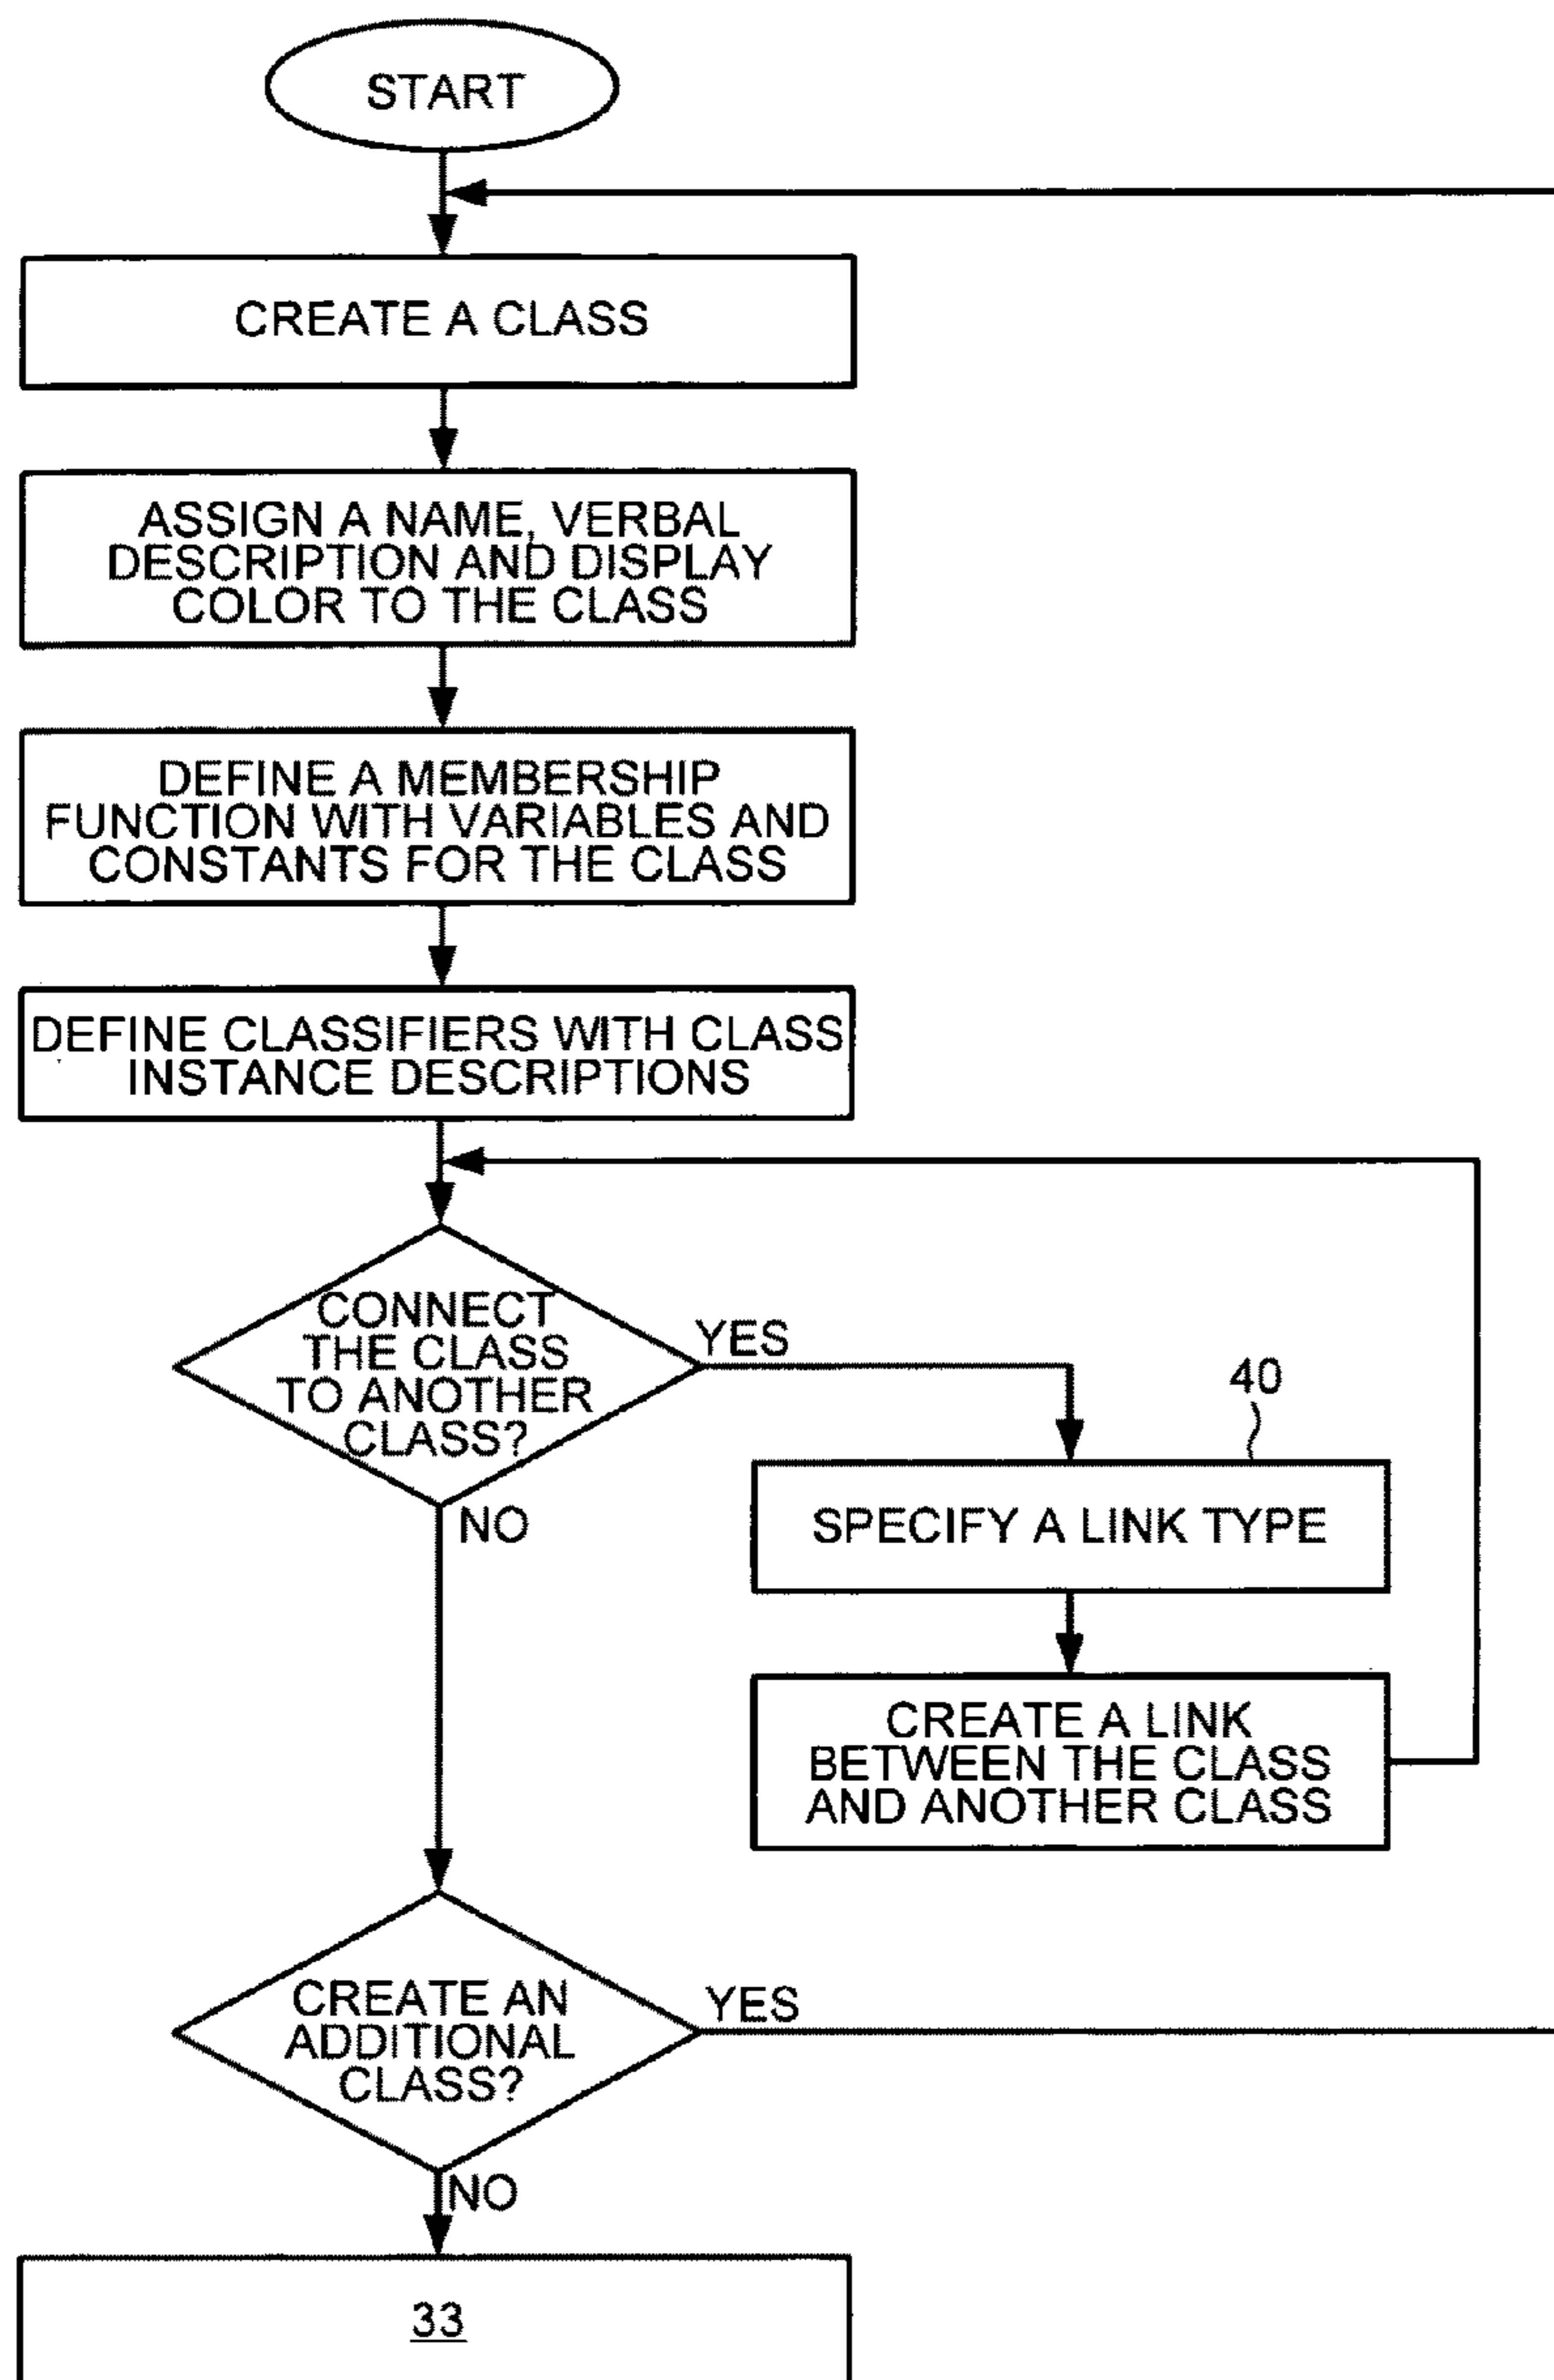 START
CREATE A CLASS
ASSIGN A NAME, VERBAL
DESCRIPTION AND DISPLAY
COLOR TO THE CLASS
DEFINE A MEMBERSHIP
FUNCTION WITH VARIABLES AND
CONSTANTS FOR THE CLASS
DEFINE CLASSIFIERS WITH CLASS
INSTANCE DESCRIPTIONS
CONNECT
THE CLASS
TO ANOTHER
CLASS?
YES
NO
40
SPECIFY A LINK TYPE
CREATE A LINK
BETWEEN THE CLASS
AND ANOTHER CLASS
CREATE AN
ADDITIONAL
CLASS?
YES
NO
33